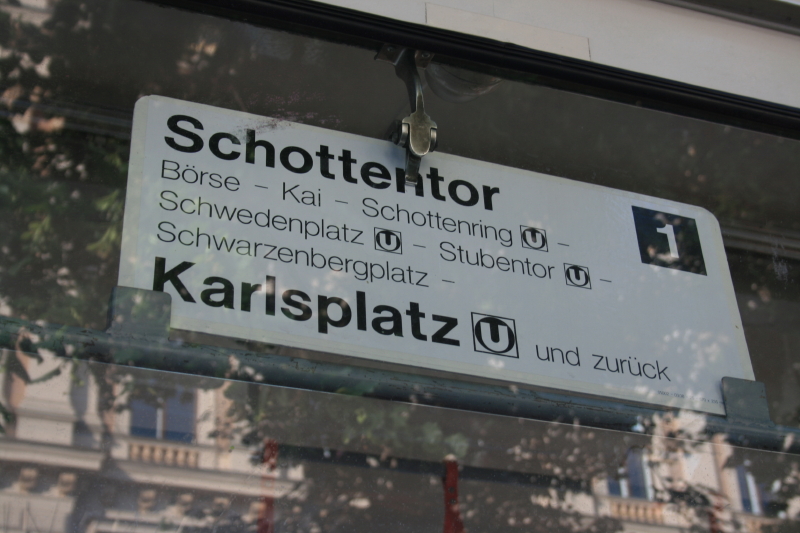 Schottentor
Börse – Kai – Schottenring U –
Schwedenplatz U – Stubentor U –
Schwarzenbergplatz –
Karlsplatz U und zurück
1